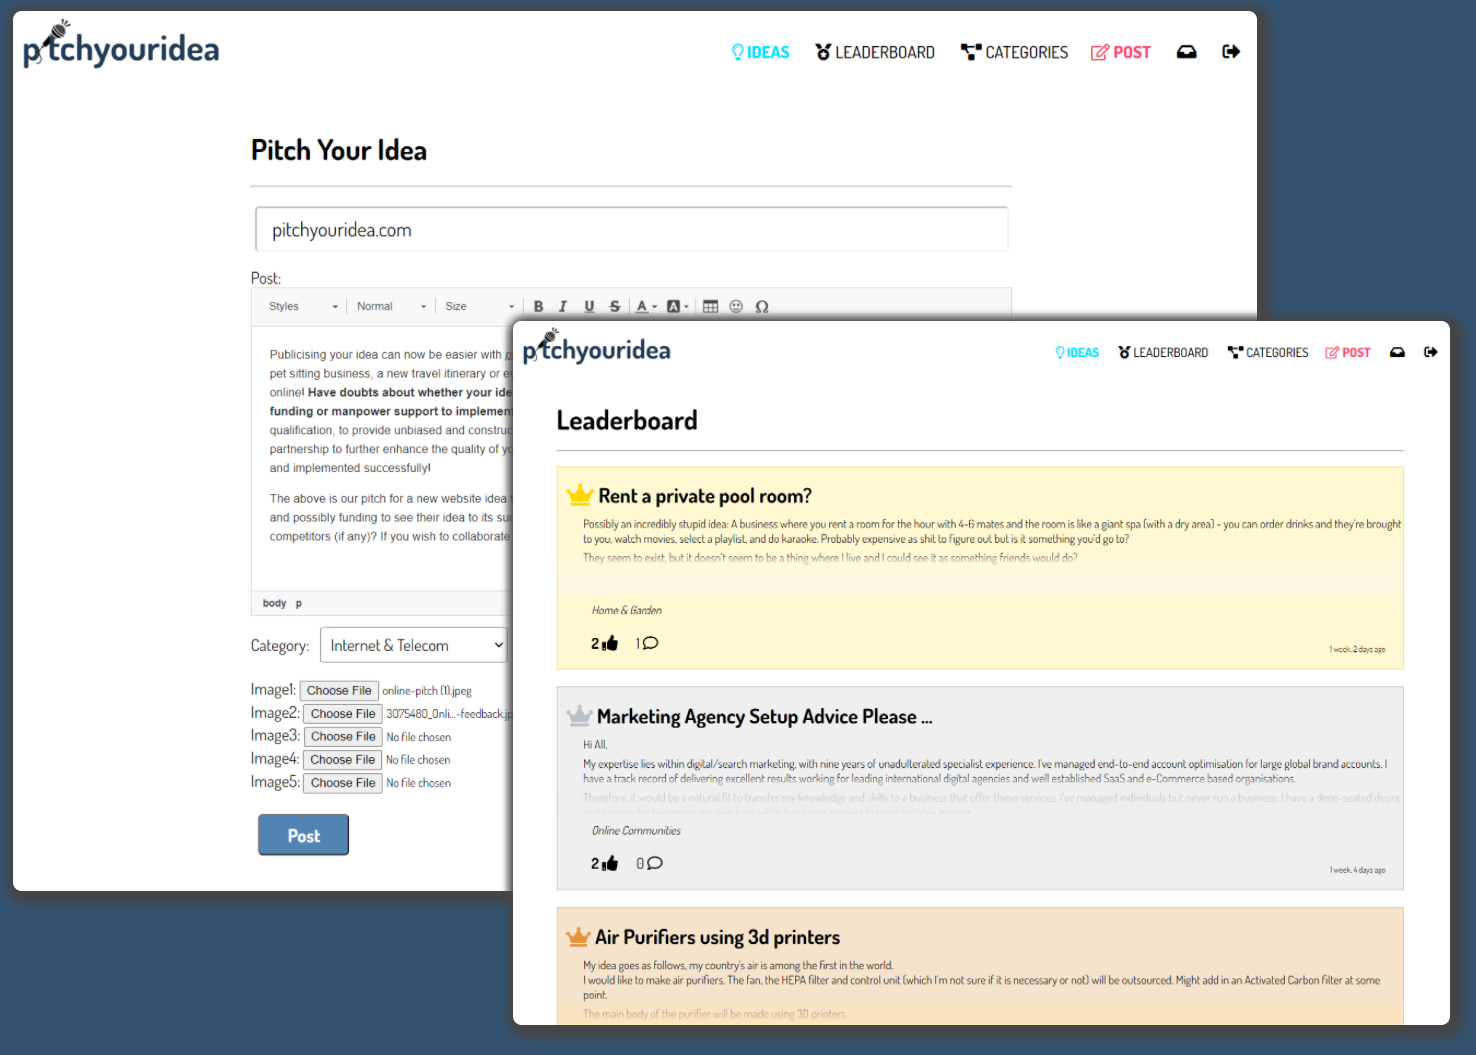 pitchyouridea
IDEAS LEADERBOARD CATEGORIES POST
Pitch Your Idea
pitchyouridea.com
Post:
Styles Normal Size B I U S A A Ω
Publicising your idea can now be easier with
pet sitting business, a new travel itinerary or
online! Have doubts about whether your ide
funding or manpower support to implemen
qualification, to provide unbiased and construc
partnership to further enhance the quality of
and implemented successfully!
The above is our pitch for a new website idea
and possibly funding to see their idea to its
competitors (if any)? If you wish to collaborate
body p
Category: Internet & Telecom
Image1: Choose File online-pitch (1).jpeg
Image2: Choose File 3075480_Onli...-feedback.jp
Image3: Choose File No file chosen
Image4: Choose File No file chosen
Image5: Choose File No file chosen
Post
pitchyouridea
IDEAS LEADERBOARD CATEGORIES POST
Leaderboard
Rent a private pool room?
Possibly an incredibly stupid idea: A business where you rent a room for the hour with 4-6 mates and the room is like a giant spa (with a dry area) - you can order drinks and they're brought
to you, watch movies, select a playlist, and do karaoke. Probably expensive as shit to figure out but is it something you'd go to?
They seem to exist, but it doesn't seem to be a thing where I live and I could see it as something friends would do?
Home & Garden
2 1
1 week, 2 days ago
Marketing Agency Setup Advice Please ...
Hi All,
My expertise lies within digital/search marketing, with nine years of unadulterated specialist experience. I've managed end-to-end account optimisation for large global brand accounts. I
have a track record of delivering excellent results working for leading international digital agencies and well established SaaS and e-Commerce based organisations.
Therefore, it would be a natural fit to transfer my knowledge and skills to a business that offer these services. I've managed individuals but never run a business; I have a deep-seated desire
Online Communities
2 0
1 week, 4 days ago
Air Purifiers using 3d printers
My idea goes as follows, my country's air is among the first in the world.
I would like to make air purifiers. The fan, the HEPA filter and control unit (which I'm not sure if it is necessary or not) will be outsourced. Might add in an Activated Carbon filter at some
point.
The main body of the purifier will be made using 3D printers.